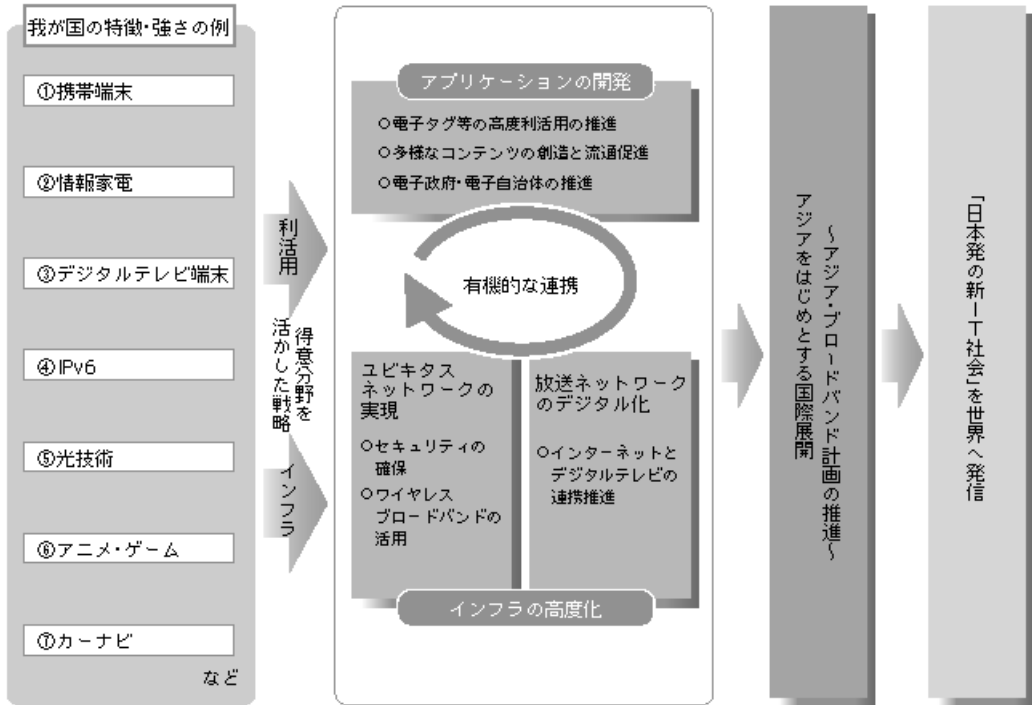 我が国の特徴・強さの例
①携帯端末
②情報家電
③デジタルテレビ端末
④IPv6
⑤光技術
⑥アニメ・ゲーム
⑦カーナビ
など
利活用
得意分野を
活かした戦略
インフラ
アプリケーションの開発
○電子タグ等の高度利活用の推進
○多様なコンテンツの創造と流通促進
○電子政府・電子自治体の推進
有機的な連携
ユビキタス
ネットワークの
実現
○セキュリティの
確保
○ワイヤレス
ブロードバンドの
活用
放送ネットワーク
のデジタル化
○インターネットと
デジタルテレビの
連携推進
インフラの高度化
～アジア・ブロードバンド計画の推進～
アジアをはじめとする国際展開
「日本発の新IT社会」を世界へ発信